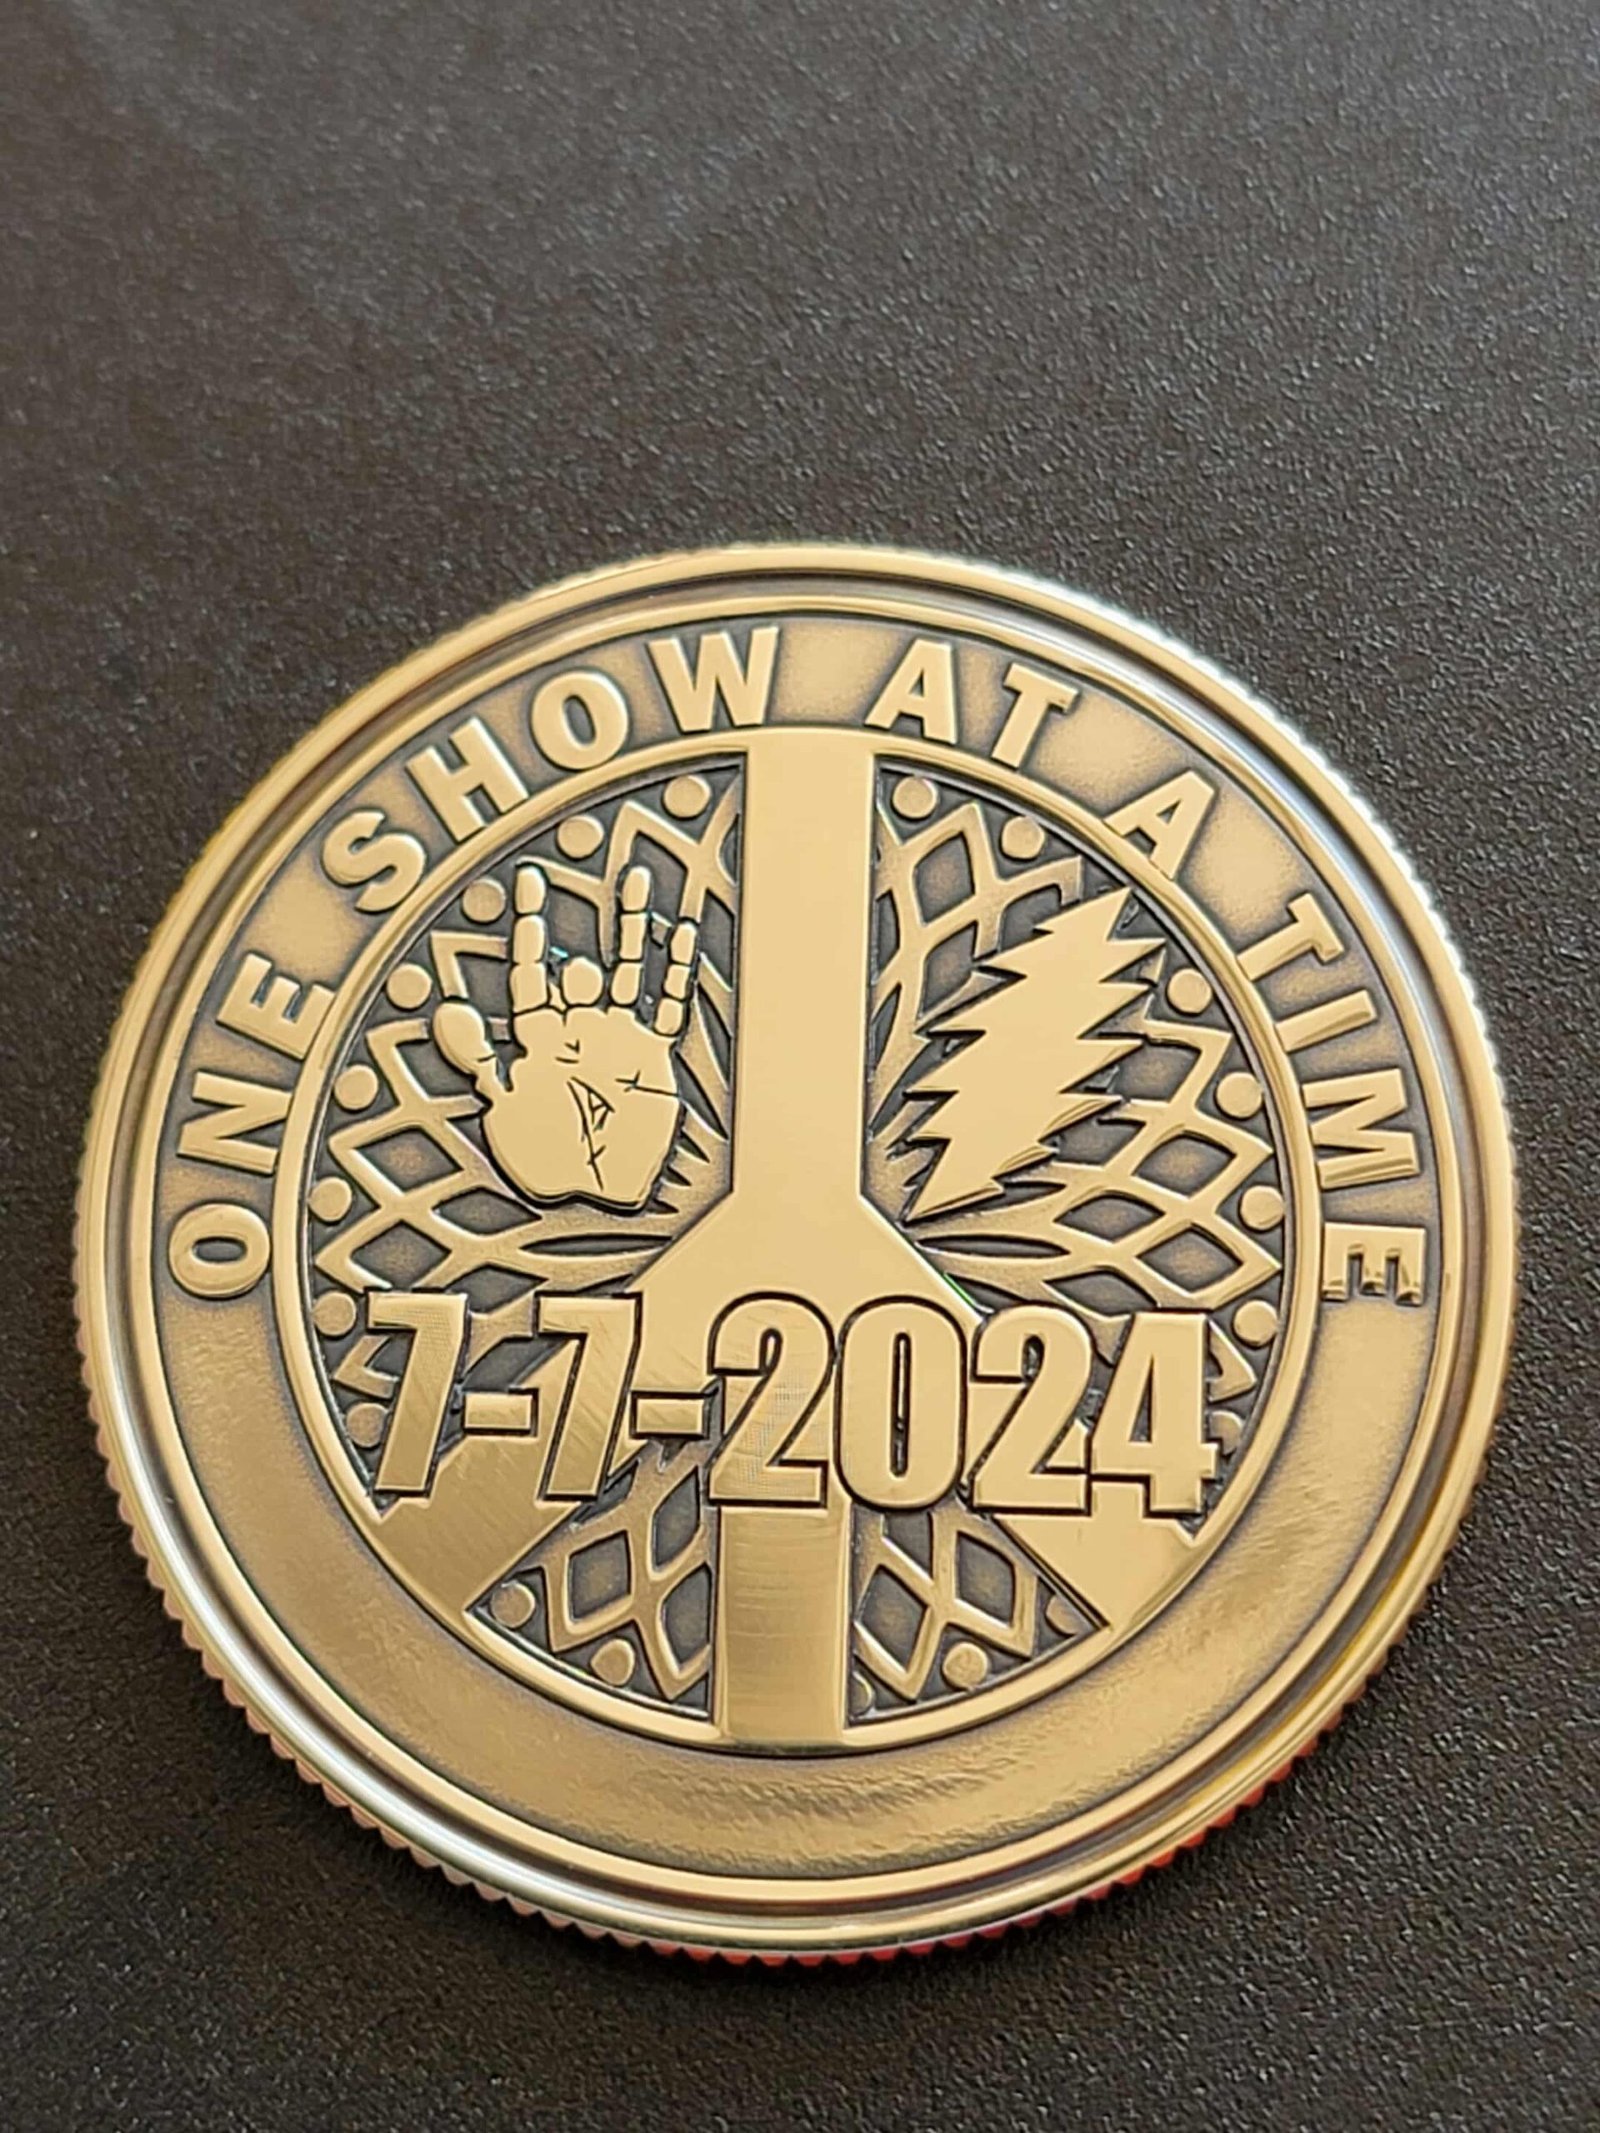 ONE SHOW AT A TIME
7-7-2024